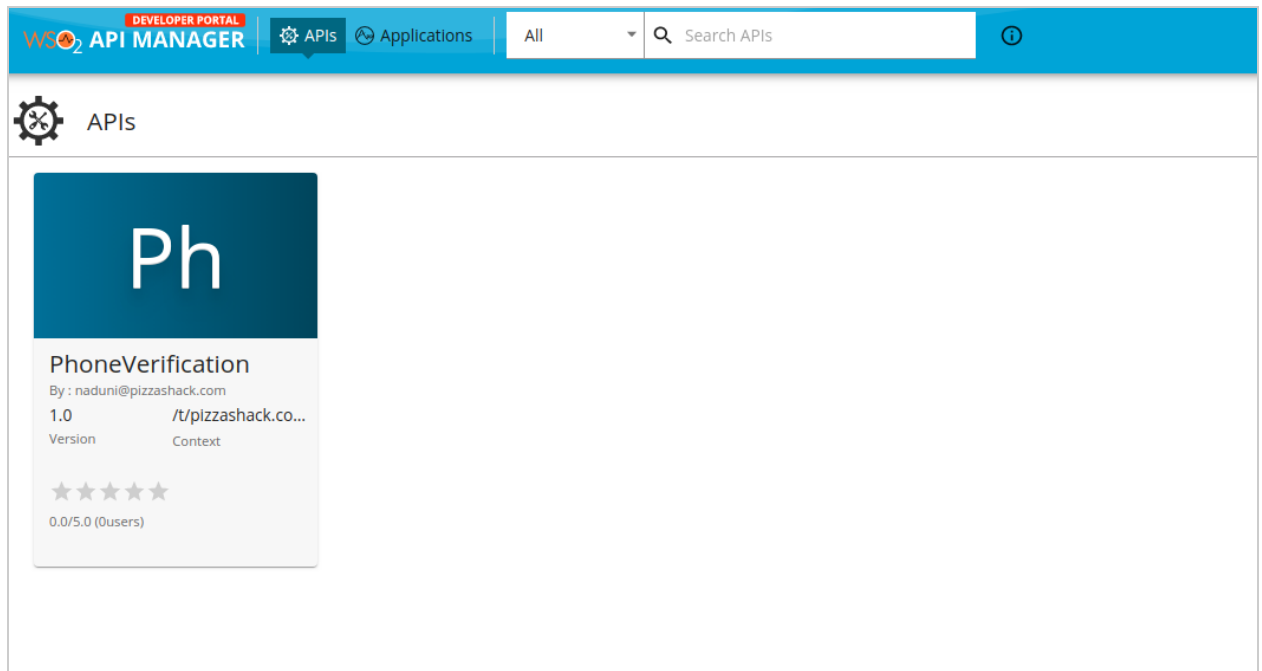 DEVELOPER PORTAL
WSO2 API MANAGER
APIs
Applications
All
Search APIs
APIs
Ph
PhoneVerification
By : naduni@pizzashack.com
1.0 /t/pizzashack.co...
Version Context
0.0/5.0 (0users)